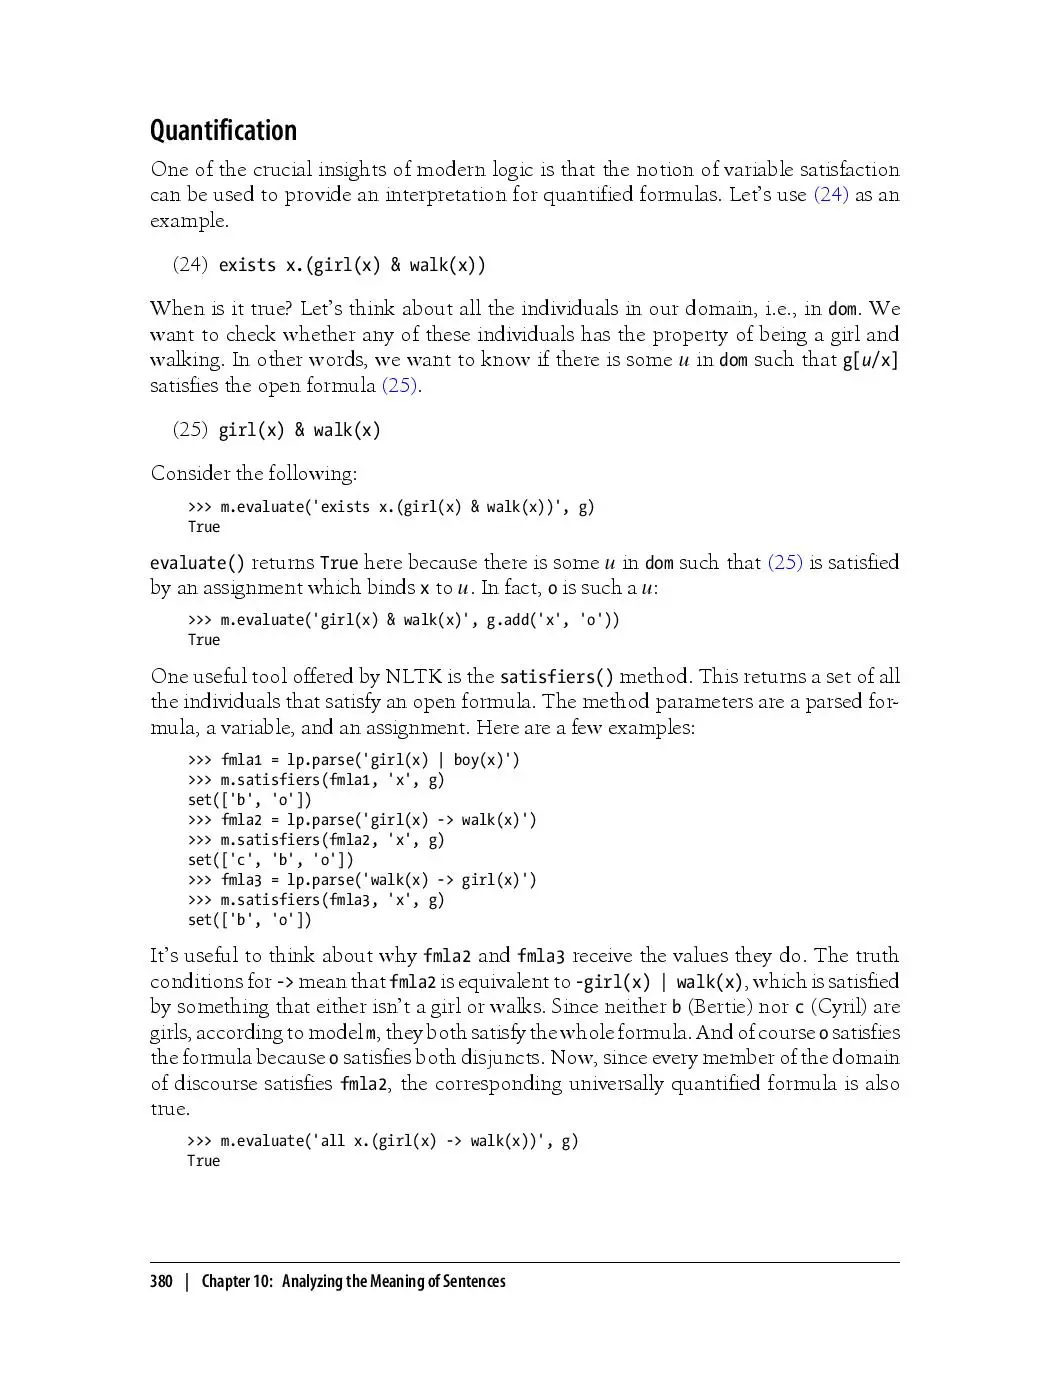 Quantification
One of the crucial insights of modern logic is that the notion of variable satisfaction
can be used to provide an interpretation for quantified formulas. Let’s use (24) as an
example.
(24) exists x.(girl(x) & walk(x))
When is it true? Let’s think about all the individuals in our domain, i.e., in dom. We
want to check whether any of these individuals has the property of being a girl and
walking. In other words, we want to know if there is some u in dom such that g[u/x]
satisfies the open formula (25).
(25) girl(x) & walk(x)
Consider the following:
>>> m.evaluate('exists x.(girl(x) & walk(x))', g)
True
evaluate() returns True here because there is some u in dom such that (25) is satisfied
by an assignment which binds x to u. In fact, o is such a u:
>>> m.evaluate('girl(x) & walk(x)', g.add('x', 'o'))
True
One useful tool offered by NLTK is the satisfiers() method. This returns a set of all
the individuals that satisfy an open formula. The method parameters are a parsed for-
mula, a variable, and an assignment. Here are a few examples:
>>> fmla1 = lp.parse('girl(x) | boy(x)')
>>> m.satisfiers(fmla1, 'x', g)
set(['b', 'o'])
>>> fmla2 = lp.parse('girl(x) -> walk(x)')
>>> m.satisfiers(fmla2, 'x', g)
set(['c', 'b', 'o'])
>>> fmla3 = lp.parse('walk(x) -> girl(x)')
>>> m.satisfiers(fmla3, 'x', g)
set(['b', 'o'])
It’s useful to think about why fmla2 and fmla3 receive the values they do. The truth
conditions for -> mean that fmla2 is equivalent to -girl(x) | walk(x), which is satisfied
by something that either isn’t a girl or walks. Since neither b (Bertie) nor c (Cyril) are
girls, according to model m, they both satisfy the whole formula. And of course o satisfies
the formula because o satisfies both disjuncts. Now, since every member of the domain
of discourse satisfies fmla2, the corresponding universally quantified formula is also
true.
>>> m.evaluate('all x.(girl(x) -> walk(x))', g)
True
380 | Chapter 10: Analyzing the Meaning of Sentences